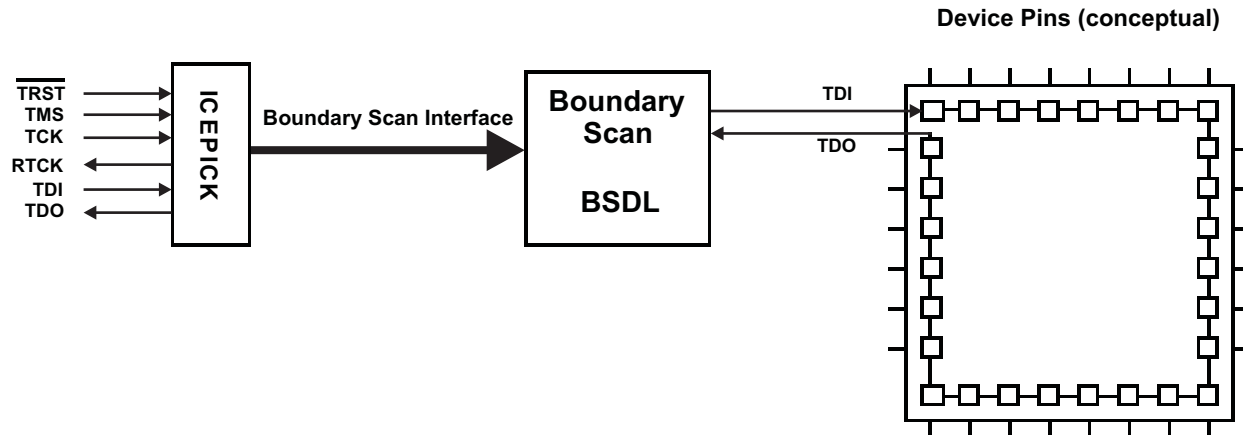 Device Pins (conceptual)
TRST
TMS
TCK
RTCK
TDI
TDO
ICEPICK
Boundary Scan Interface
Boundary
Scan
BSDL
TDI
TDO